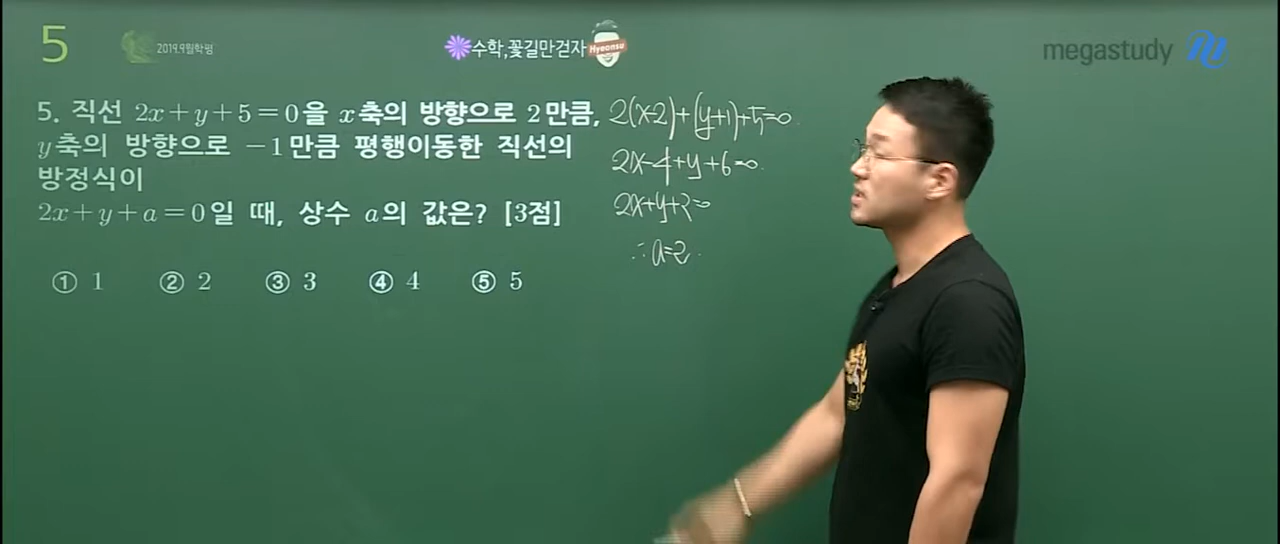 5
2019.9월학평
수학, 꽃길만걷자 Hyeonsu
megastudy
5. 직선 2x+y+5=0을 x축의 방향으로 2만큼,
y축의 방향으로 −1만큼 평행이동한 직선의
방정식이
2x+y+a=0일 때, 상수 a의 값은? [3점]
① 1 ② 2 ③ 3 ④ 4 ⑤ 5
2(x-2)+(y+1)+5=0.
2x-4+y+6=0.
2x+y+2=0
∴a=2.